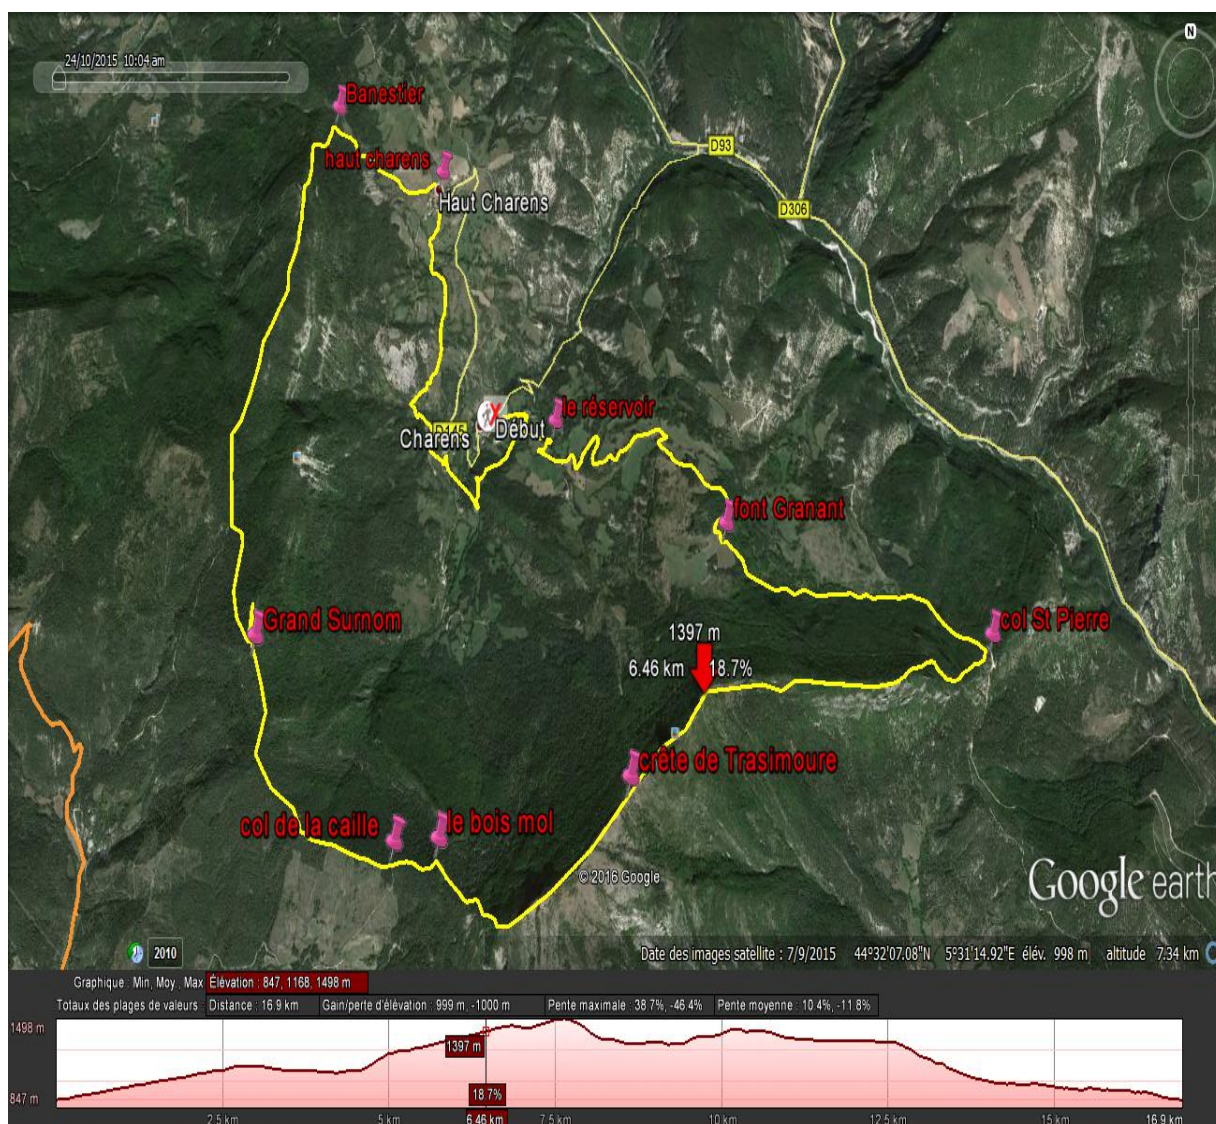 N
24/10/2015 10:04 am
Banestier
haut charens
Haut Charens
D93
D306
le réservoir
D145
Charens
Début
font Granant
Grand Surnom
col St Pierre
1397 m
6.46 km
18.7%
crête de Trasimoure
col de la caille
le bois mol
© 2016 Google
Google earth
2010
Date des images satellite : 7/9/2015 44°32'07.08"N 5°31'14.92"E élév. 998 m altitude 7.34 km
Graphique : Min, Moy , Max Élévation : 847, 1168, 1498 m
Totaux des plages de valeurs : Distance : 16.9 km Gain/perte d'élévation : 999 m, -1000 m Pente maximale : 38.7%, -46.4% Pente moyenne : 10.4%, -11.8%
1498 m
1397 m
847 m
18.7%
2.5 km 5 km 6.46 km 7.5 km 10 km 12.5 km 15 km 16.9 km